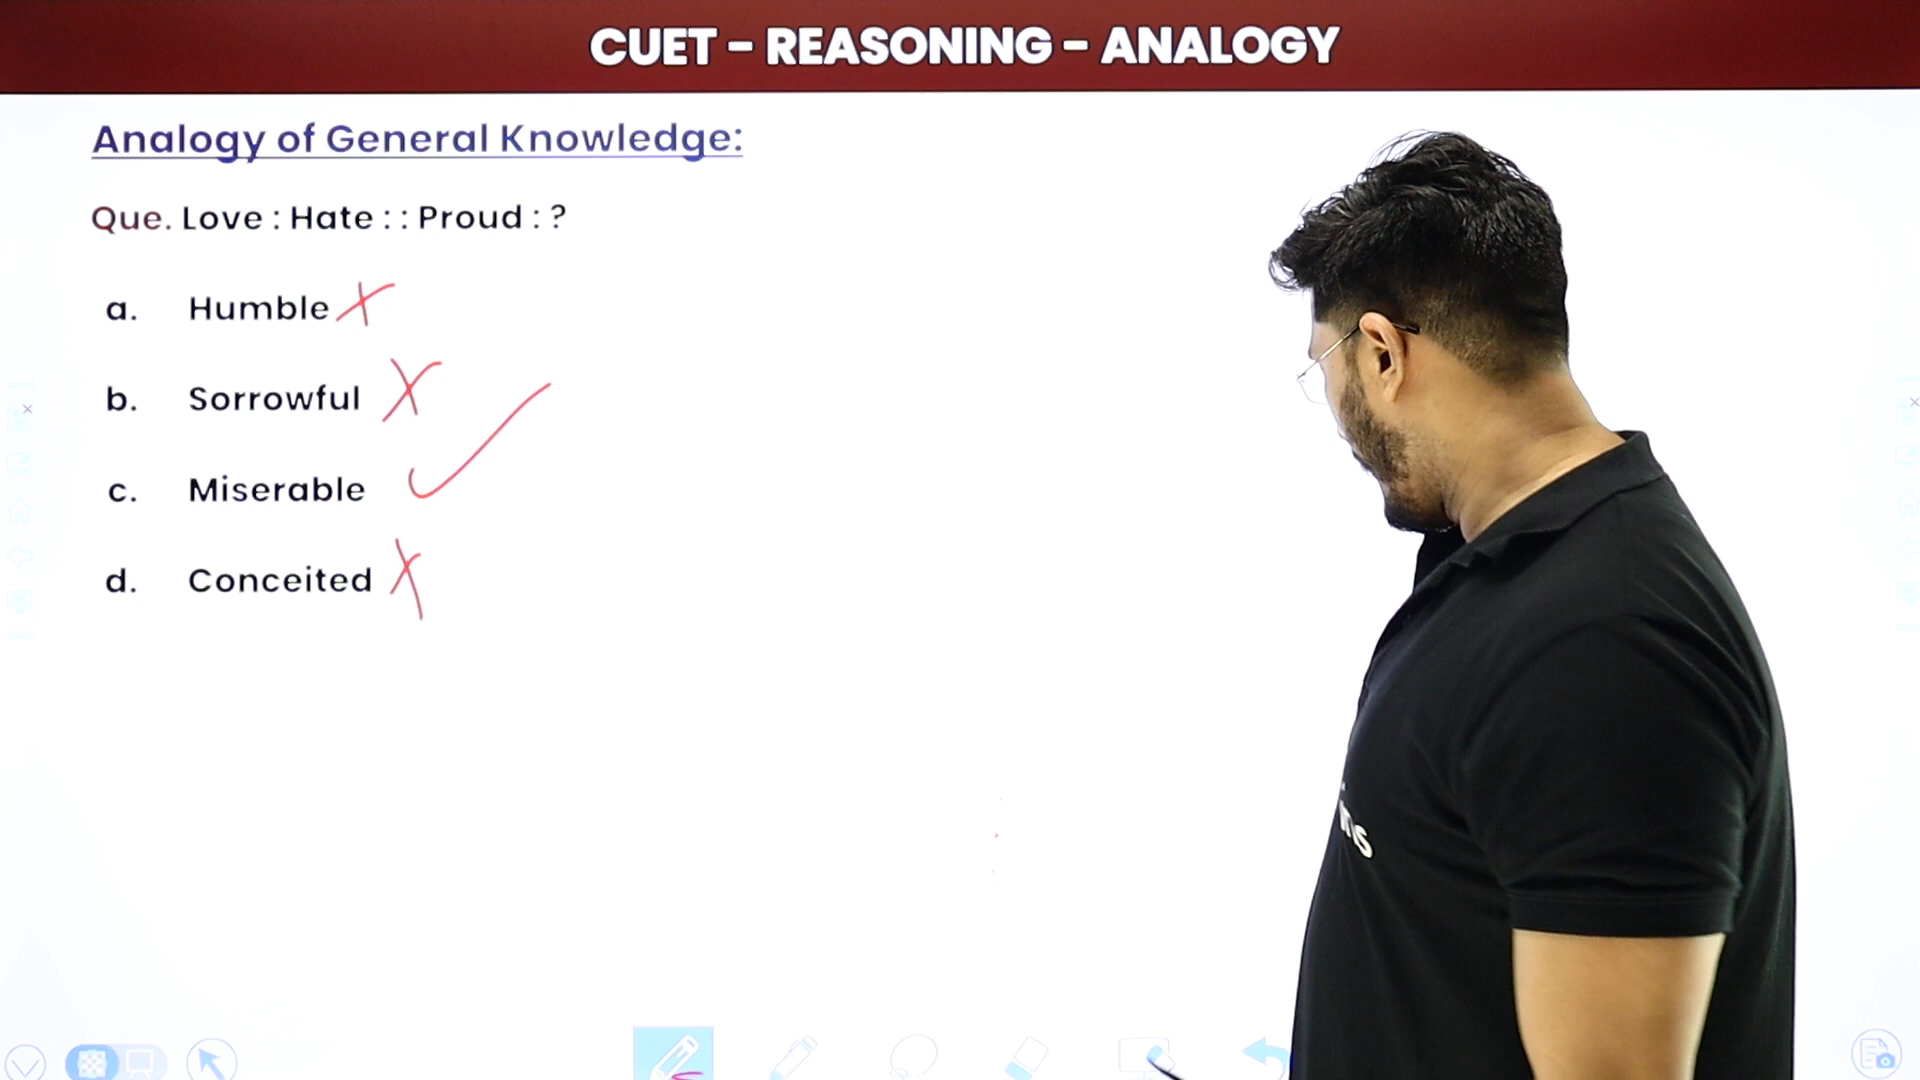 CUET - REASONING - ANALOGY
Analogy of General Knowledge:
Que. Love : Hate : : Proud : ?
a. Humble
b. Sorrowful
c. Miserable
d. Conceited